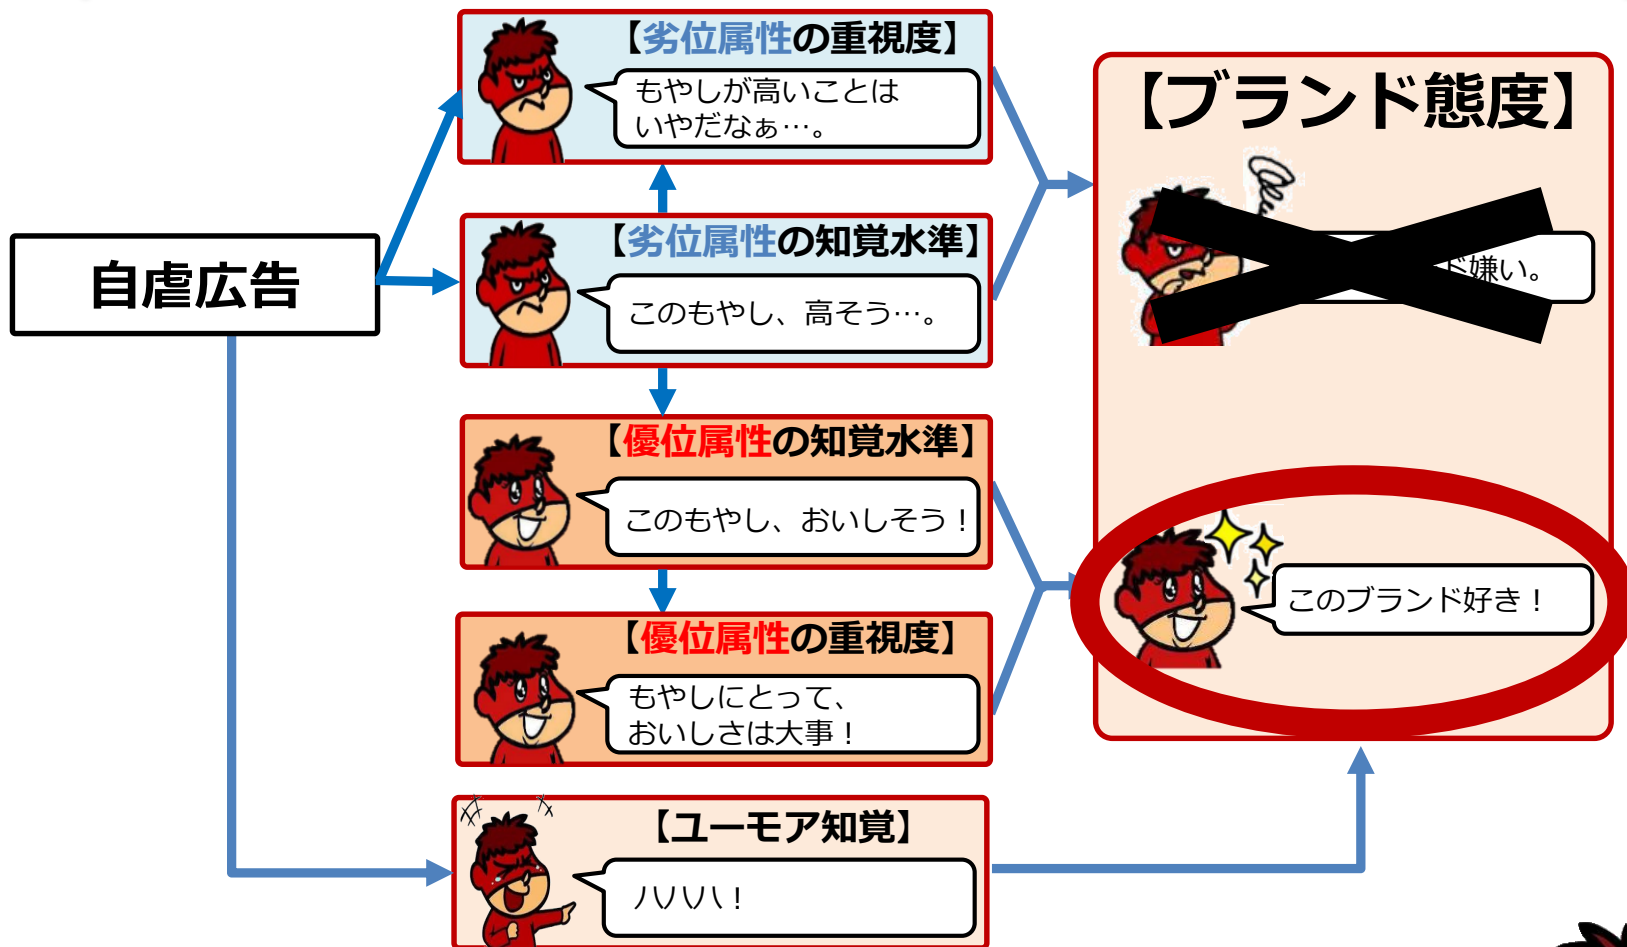 【劣位属性の重視度】
もやしが高いことは
いやだなぁ…。
【ブランド態度】
自虐広告
【劣位属性の知覚水準】
このもやし、高そう…。
ド嫌い。
【優位属性の知覚水準】
このもやし、おいしそう！
このブランド好き！
【優位属性の重視度】
もやしにとって、
おいしさは大事！
【ユーモア知覚】
ハハハ！